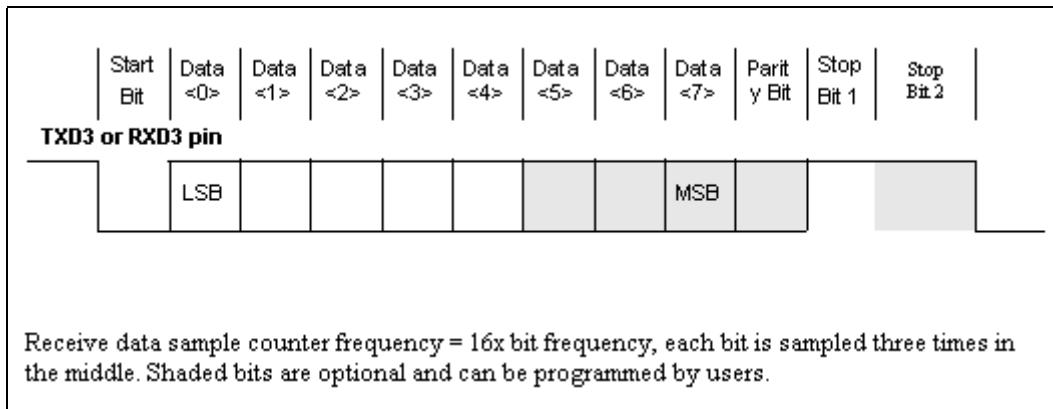 Start Bit
Data <0>
Data <1>
Data <2>
Data <3>
Data <4>
Data <5>
Data <6>
Data <7>
Parit y Bit
Stop Bit 1
Stop Bit 2
TXD3 or RXD3 pin
LSB
MSB
Receive data sample counter frequency = 16x bit frequency, each bit is sampled three times in
the middle. Shaded bits are optional and can be programmed by users.